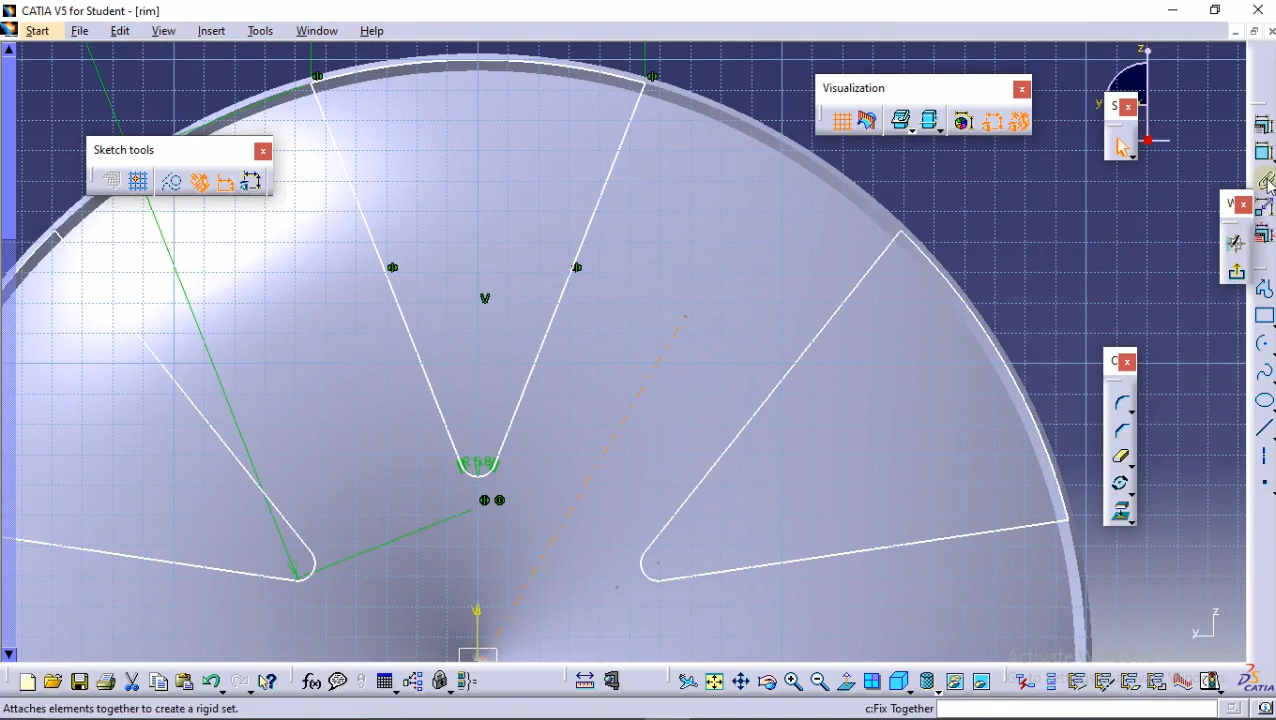 CATIA V5 for Student - [rim]
Start File Edit View Insert Tools Window Help
Visualization
z
y
S
Sketch tools
W
V
C
V
z
y
Attaches elements together to create a rigid set.
c:Fix Together
CATIA